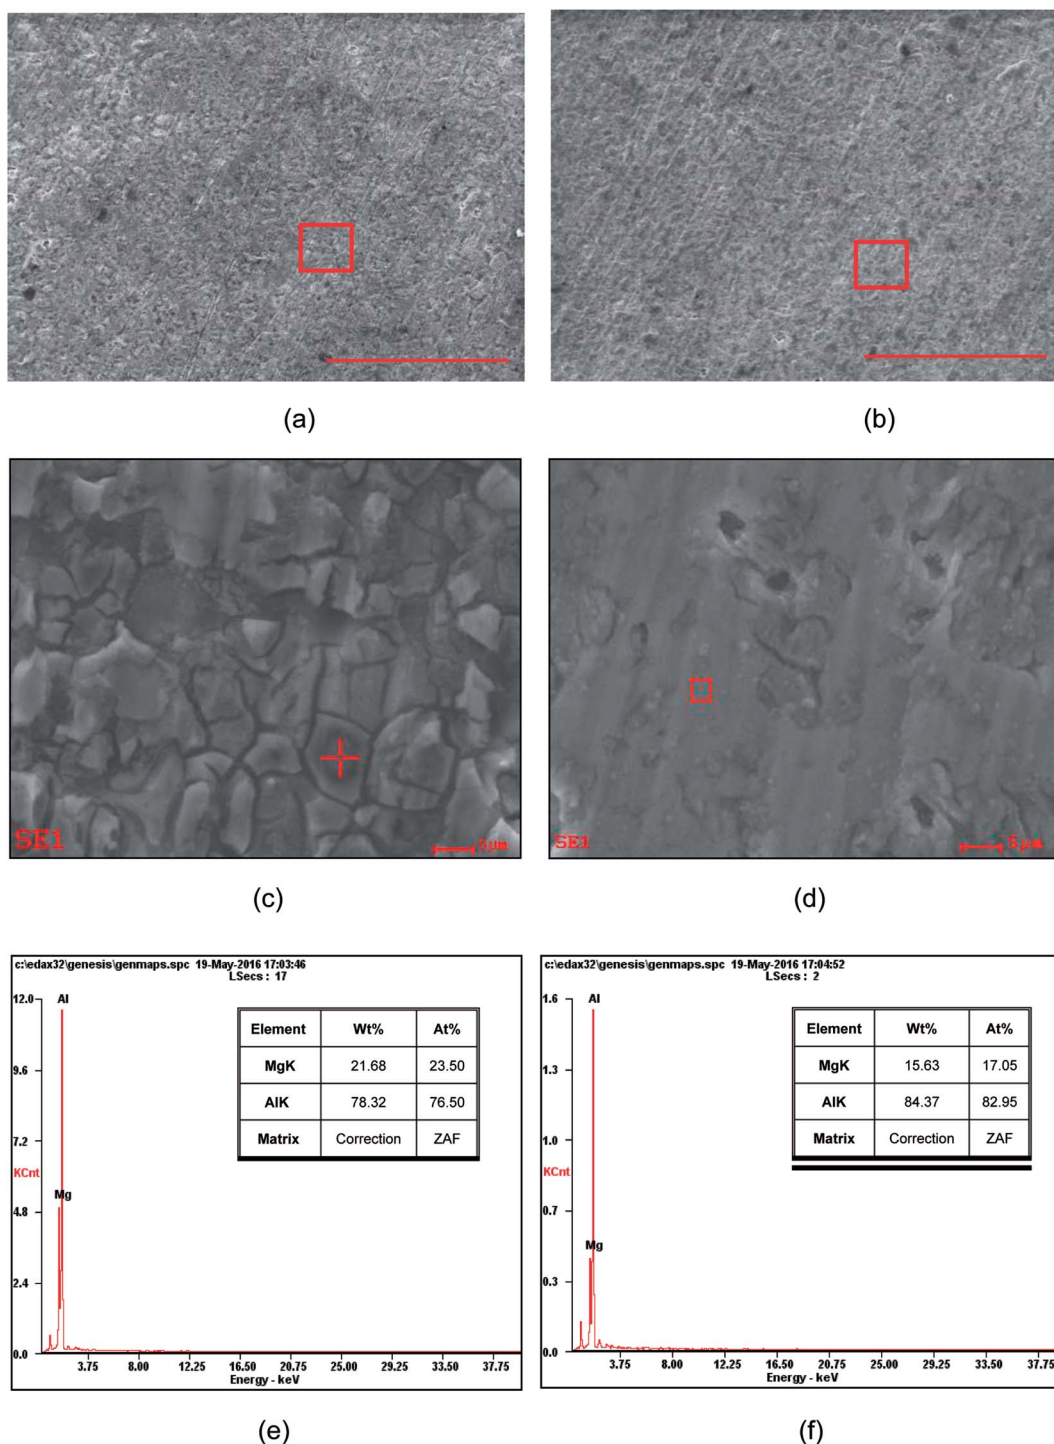 (a)
(b)
SE1
5µm
SE1
5µm
(c)
(d)
c:\edax32\genesis\genmaps.spc 19-May-2016 17:03:46
LSecs : 17
12.0
9.6
7.2
KCnt
4.8
2.4
0.0
Al
Mg
Element Wt% At%
MgK 21.68 23.50
AlK 78.32 76.50
Matrix Correction ZAF
3.75 8.00 12.25 16.50 20.75 25.00 29.25 33.50 37.75
Energy - keV
c:\edax32\genesis\genmaps.spc 19-May-2016 17:04:52
LSecs : 2
1.6
1.3
1.0
KCnt
0.7
0.3
0.0
Al
Mg
Element Wt% At%
MgK 15.63 17.05
AlK 84.37 82.95
Matrix Correction ZAF
3.75 8.00 12.25 16.50 20.75 25.00 29.25 33.50 37.75
Energy - keV
(e)
(f)